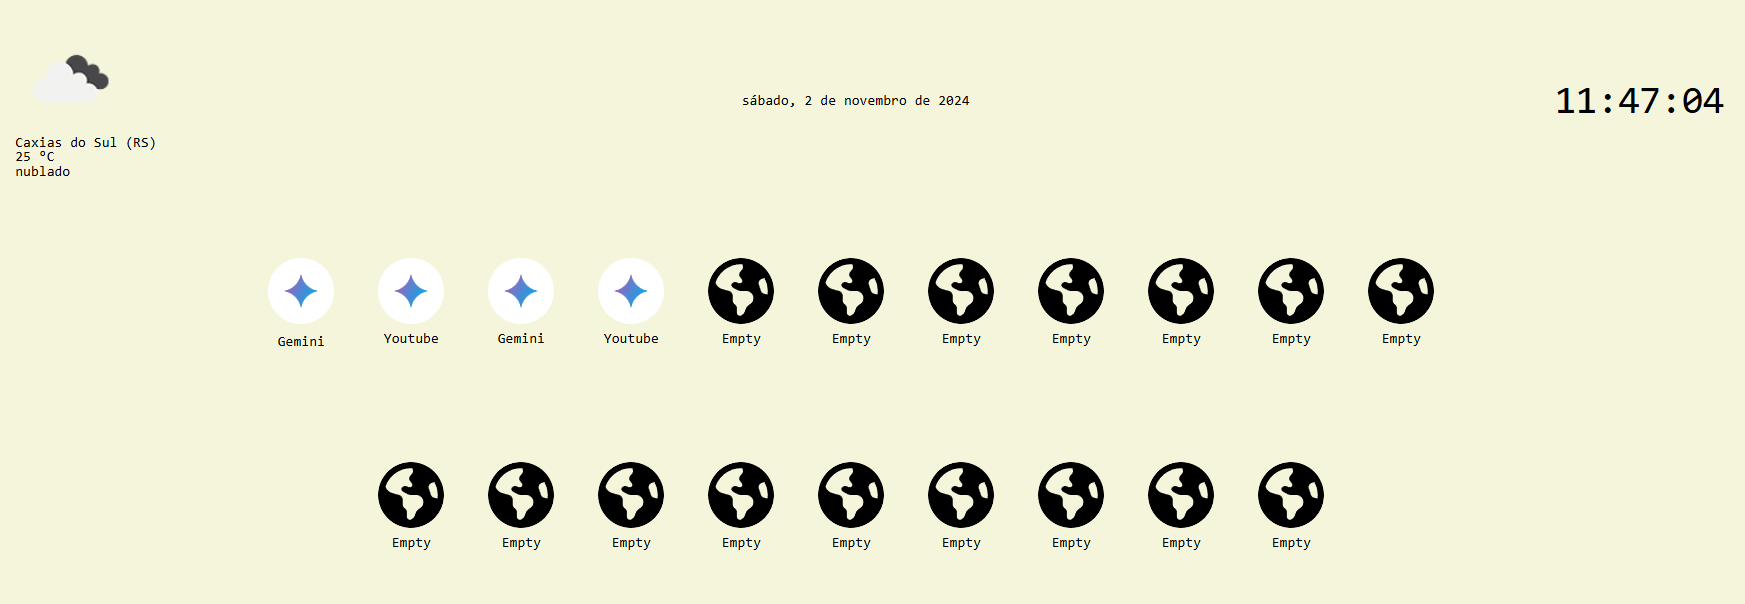 sábado, 2 de novembro de 2024
11:47:04
Caxias do Sul (RS)
25 ºC
nublado
Gemini Youtube Gemini Youtube Empty Empty Empty Empty Empty Empty Empty
Empty Empty Empty Empty Empty Empty Empty Empty Empty